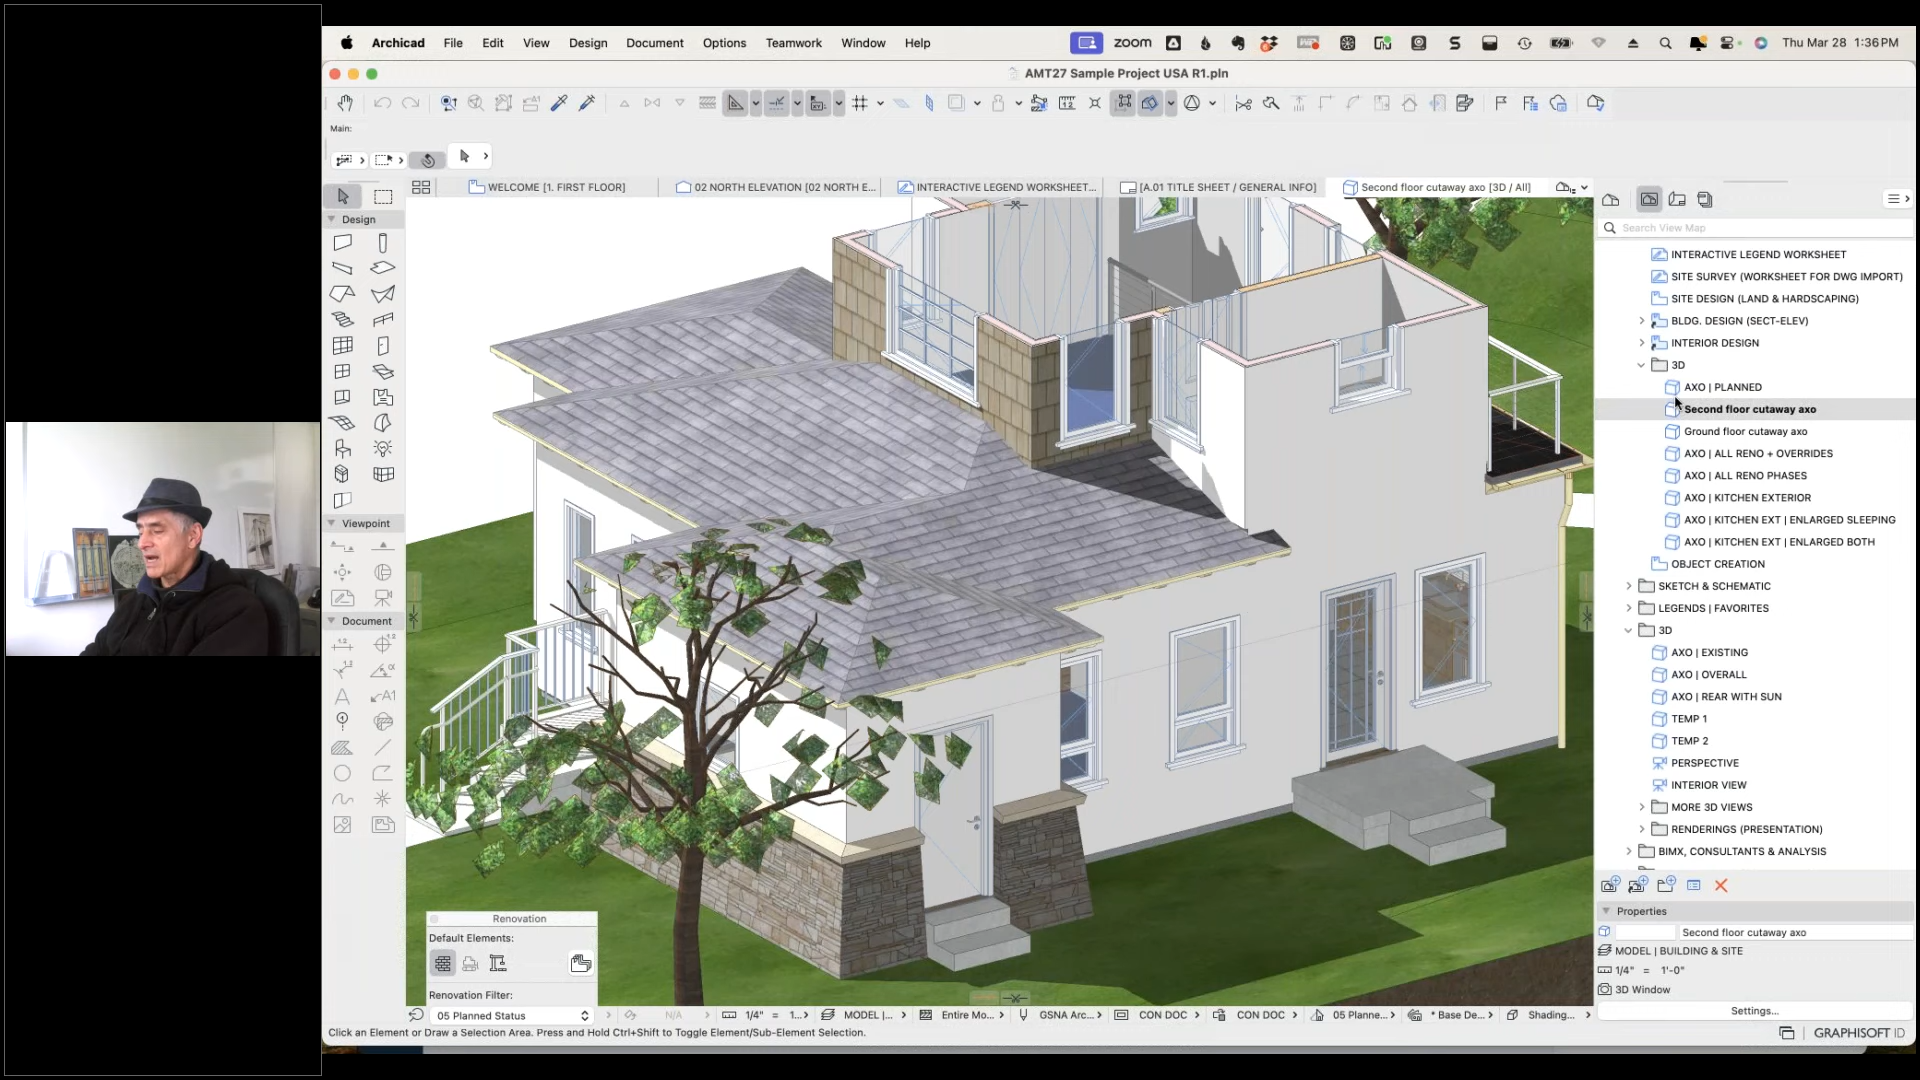 Archicad File Edit View Design Document Options Teamwork Window Help
zoom
Thu Mar 28 1:36 PM
AMT27 Sample Project USA R1.pln
Main:
WELCOME [1. FIRST FLOOR]
02 NORTH ELEVATION [02 NORTH E...
INTERACTIVE LEGEND WORKSHEET...
[A.01 TITLE SHEET / GENERAL INFO]
Second floor cutaway axo [3D / All]
Design
Viewpoint
Document
Search View Map
INTERACTIVE LEGEND WORKSHEET
SITE SURVEY (WORKSHEET FOR DWG IMPORT)
SITE DESIGN (LAND & HARDSCAPING)
BLDG. DESIGN (SECT-ELEV)
INTERIOR DESIGN
3D
AXO | PLANNED
Second floor cutaway axo
Ground floor cutaway axo
AXO | ALL RENO + OVERRIDES
AXO | ALL RENO PHASES
AXO | KITCHEN EXTERIOR
AXO | KITCHEN EXT | ENLARGED SLEEPING
AXO | KITCHEN EXT | ENLARGED BOTH
OBJECT CREATION
SKETCH & SCHEMATIC
LEGENDS | FAVORITES
3D
AXO | EXISTING
AXO | OVERALL
AXO | REAR WITH SUN
TEMP 1
TEMP 2
PERSPECTIVE
INTERIOR VIEW
MORE 3D VIEWS
RENDERINGS (PRESENTATION)
BIMX, CONSULTANTS & ANALYSIS
Properties
Second floor cutaway axo
MODEL | BUILDING & SITE
1/4" = 1'-0"
3D Window
Settings...
Renovation
Default Elements:
Renovation Filter:
05 Planned Status
N/A
1/4" = 1...
MODEL |...
Entire Mo...
GSNA Arc...
CON DOC
CON DOC
05 Planne...
* Base De...
Shading...
Click an Element or Draw a Selection Area. Press and Hold Ctrl+Shift to Toggle Element/Sub-Element Selection.
GRAPHISOFT ID